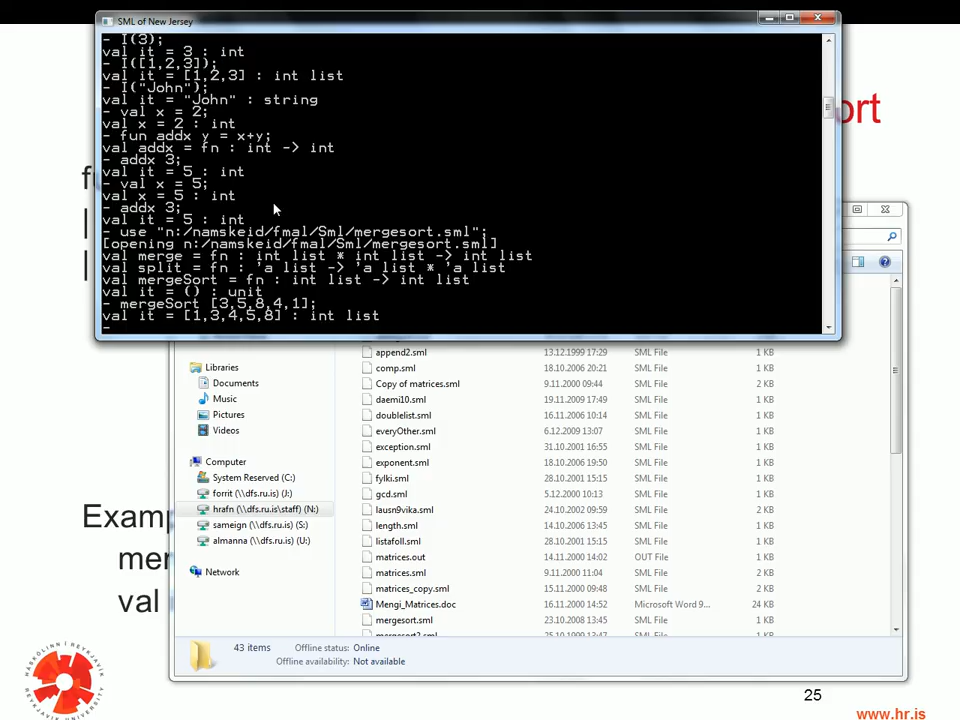 SML of New Jersey
- I(3);
val it = 3 : int
- I([1,2,3]);
val it = [1,2,3] : int list
- I("John");
val it = "John" : string
- val x = 2;
val x = 2 : int
- fun addx y = x+y;
val addx = fn : int -> int
- addx 3;
val it = 5 : int
- val x = 5;
val x = 5 : int
- addx 3;
val it = 5 : int
- use "n:/namskeid/fmal/Sml/mergesort.sml";
[opening n:/namskeid/fmal/Sml/mergesort.sml]
val merge = fn : int list * int list -> int list
val split = fn : 'a list -> 'a list * 'a list
val mergeSort = fn : int list -> int list
val it = () : unit
- mergeSort [3,5,8,4,1];
val it = [1,3,4,5,8] : int list
-
ort
append2.sml 13.12.1999 17:29 SML File 1 KB
comp.sml 18.10.2006 20:21 SML File 1 KB
Copy of matrices.sml 9.11.2000 09:44 SML File 2 KB
daemi10.sml 19.11.2009 17:49 SML File 1 KB
doublelist.sml 16.11.2006 10:14 SML File 1 KB
everyOther.sml 6.12.2009 13:07 SML File 1 KB
exception.sml 31.10.2001 16:55 SML File 1 KB
exponent.sml 18.10.2006 19:50 SML File 1 KB
fylki.sml 28.10.2001 15:15 SML File 1 KB
gcd.sml 5.12.2000 10:13 SML File 1 KB
lausn9vika.sml 24.10.2002 09:59 SML File 2 KB
length.sml 14.10.2006 13:45 SML File 1 KB
listafoll.sml 28.10.2001 15:15 SML File 1 KB
matrices.out 14.11.2000 14:02 OUT File 1 KB
matrices.sml 9.11.2000 11:04 SML File 2 KB
matrices_copy.sml 15.11.2000 09:48 SML File 2 KB
Mengi_Matrices.doc 16.11.2000 14:52 Microsoft Word 9... 24 KB
mergesort.sml 23.10.2008 13:45 SML File 1 KB
mergesort2.sml 25.10.1999 13:47 SML File 1 KB
Libraries
Documents
Music
Pictures
Videos
Computer
System Reserved (C:)
forrit (\\dfs.ru.is) (J:)
hrafn (\\dfs.ru.is\staff) (N:)
sameign (\\dfs.ru.is) (S:)
almanna (\\dfs.ru.is) (U:)
Network
43 items Offline status: Online
Offline availability: Not available
Examp
mer
val
HÁSKÓLINN Í REYKJAVÍK
REYKJAVIK UNIVERSITY
25
www.hr.is